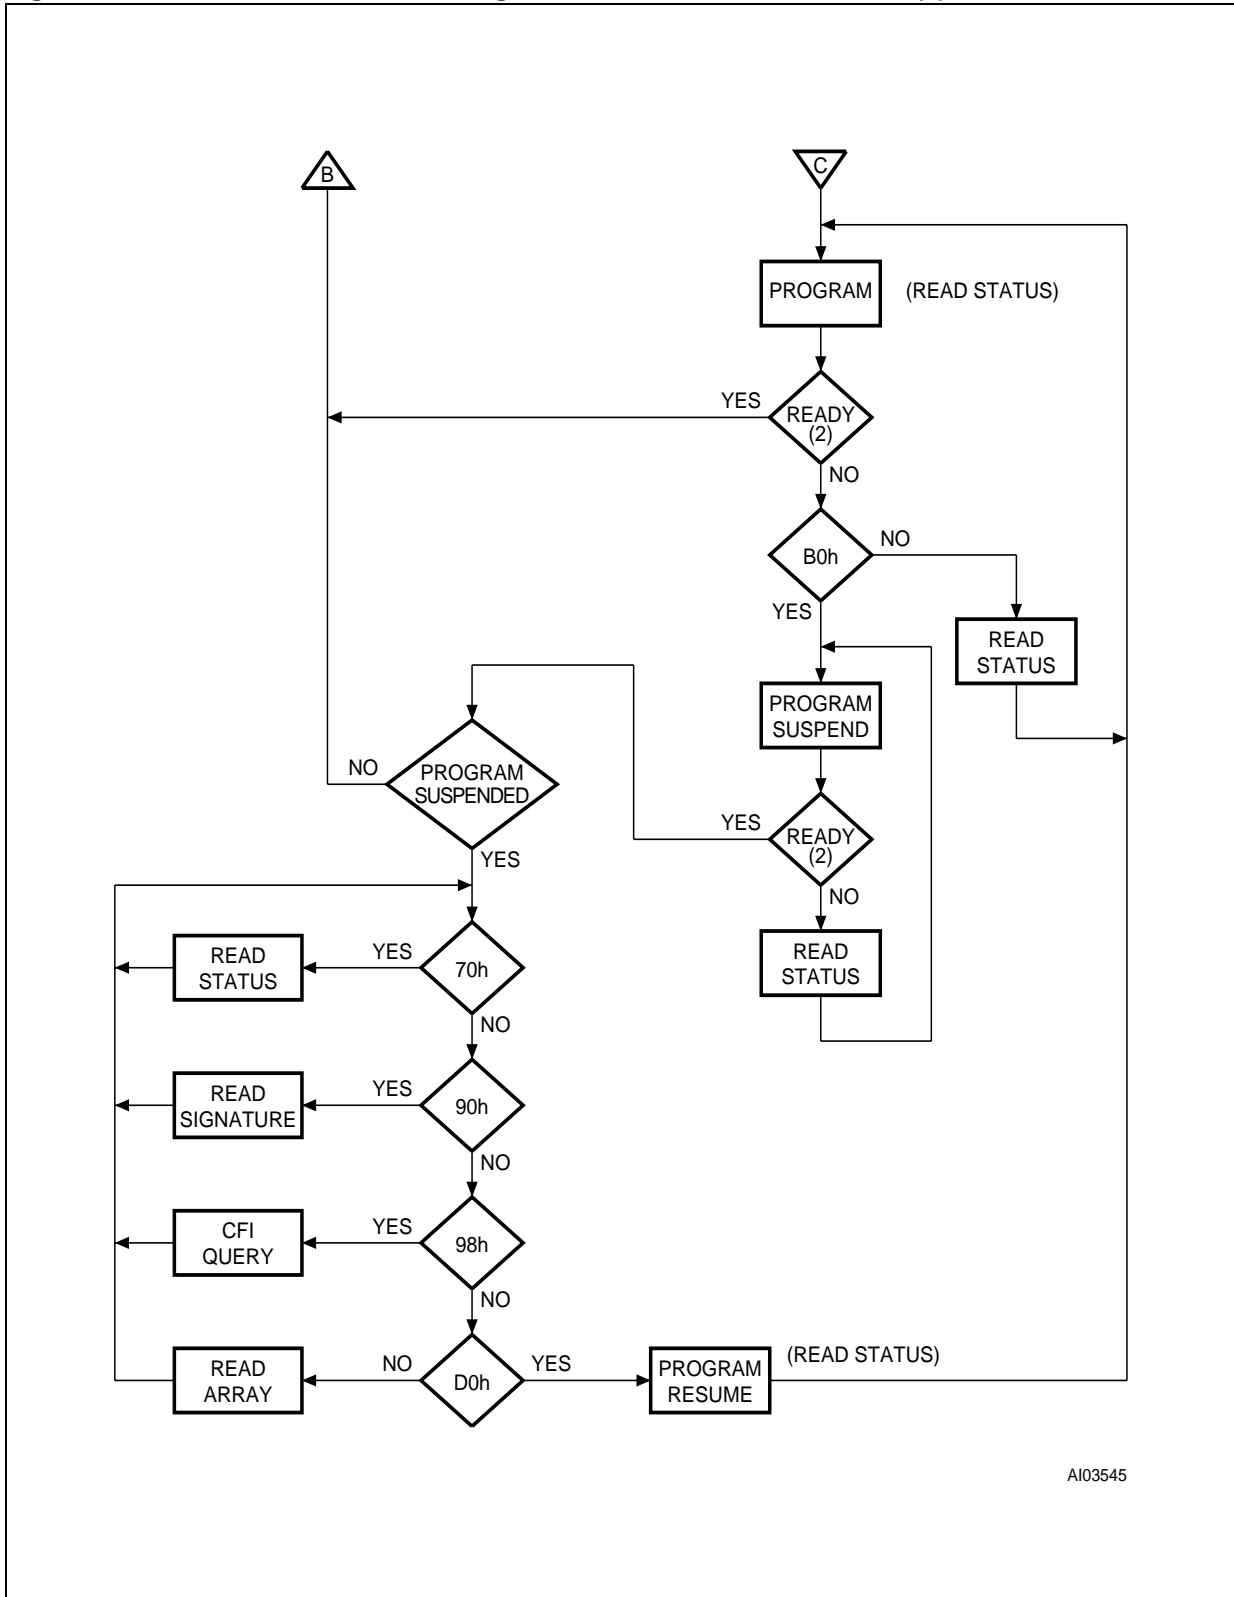 B
C
PROGRAM
(READ STATUS)
YES
READY
(2)
NO
B0h
NO
YES
READ
STATUS
PROGRAM
SUSPEND
NO
PROGRAM
SUSPENDED
YES
READY
(2)
YES
NO
READ
STATUS
YES
70h
READ
STATUS
NO
READ
SIGNATURE
YES
90h
NO
CFI
QUERY
YES
98h
NO
READ
ARRAY
NO
D0h
YES
PROGRAM
RESUME
(READ STATUS)
AI03545